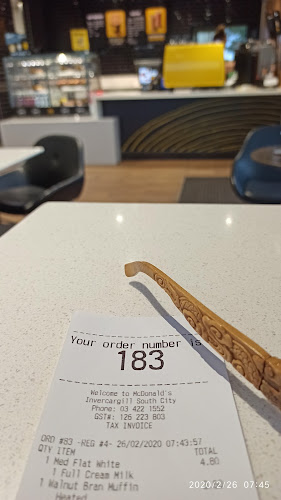 Your order number is
183
Welcome to McDonald's
Invercargill South City
Phone: 03 422 1552
GST#: 126 223 803
TAX INVOICE
ORD #83 -REG #4- 26/02/2020 07:43:57
QTY ITEM TOTAL
1 Med Flat White 4.80
1 Full Cream Milk
1 Walnut Bran Muffin
Heated
2020/2/26 07:45